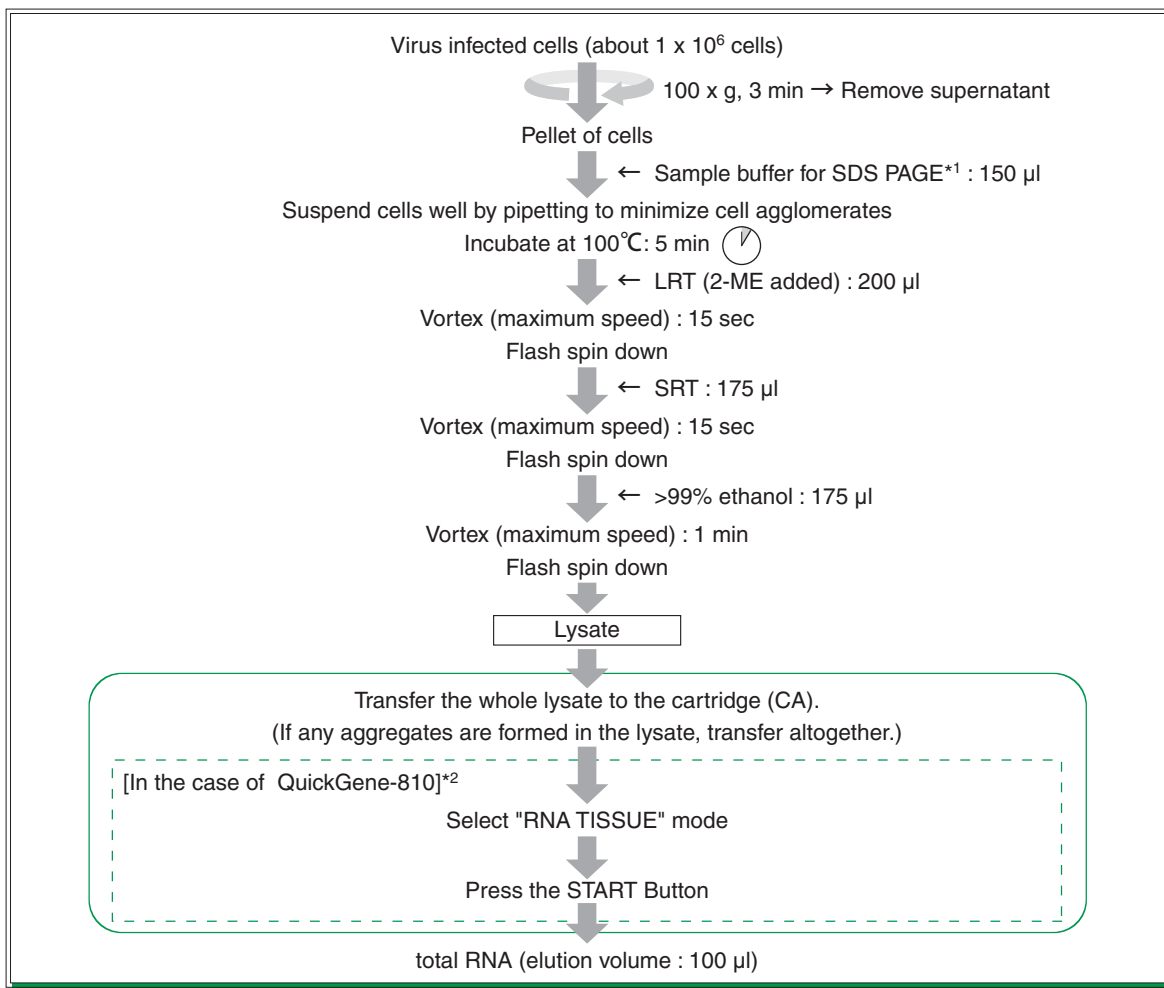 Virus infected cells (about 1 x 10⁶ cells)
100 x g, 3 min → Remove supernatant
Pellet of cells
← Sample buffer for SDS PAGE*¹ : 150 µl
Suspend cells well by pipetting to minimize cell agglomerates
Incubate at 100℃: 5 min
← LRT (2-ME added) : 200 µl
Vortex (maximum speed) : 15 sec
Flash spin down
← SRT : 175 µl
Vortex (maximum speed) : 15 sec
Flash spin down
← >99% ethanol : 175 µl
Vortex (maximum speed) : 1 min
Flash spin down
Lysate
Transfer the whole lysate to the cartridge (CA).
(If any aggregates are formed in the lysate, transfer altogether.)
[In the case of QuickGene-810]*²
Select "RNA TISSUE" mode
Press the START Button
total RNA (elution volume : 100 µl)